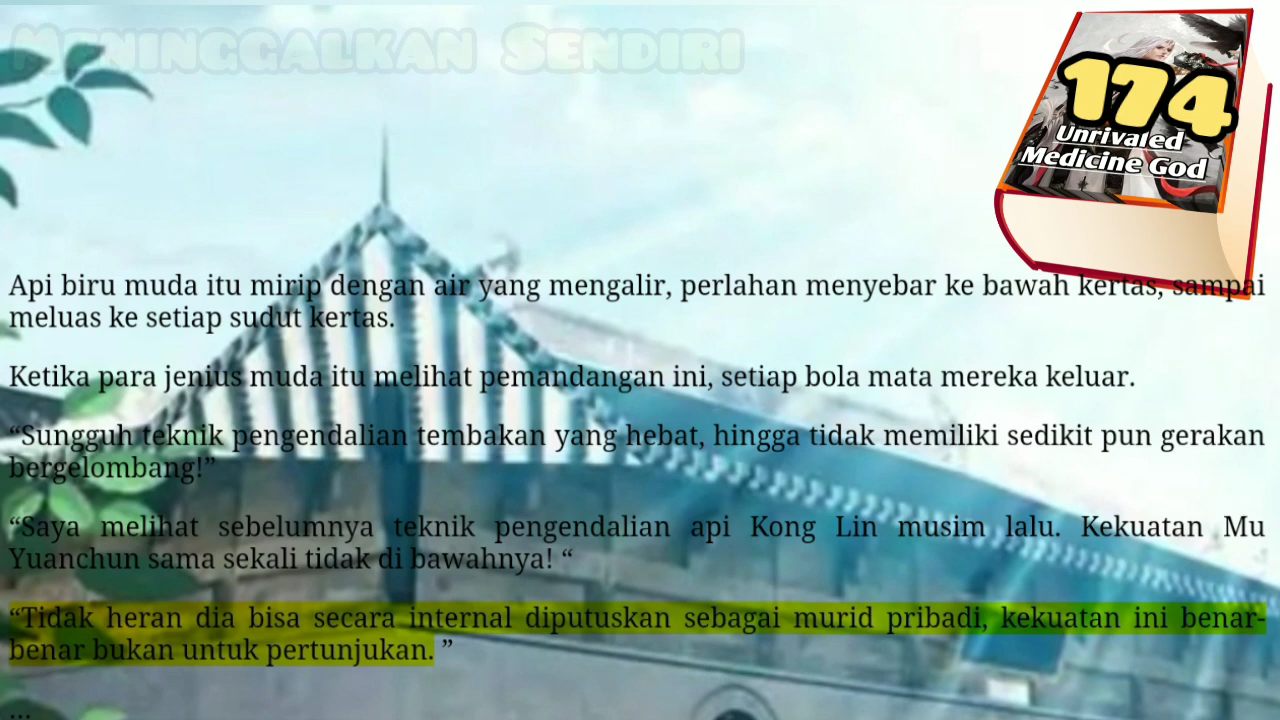 Meninggalkan Sendiri
174
Unrivaled
Medicine God
Api biru muda itu mirip dengan air yang mengalir, perlahan menyebar ke bawah kertas, sampai
meluas ke setiap sudut kertas.
Ketika para jenius muda itu melihat pemandangan ini, setiap bola mata mereka keluar.
“Sungguh teknik pengendalian tembakan yang hebat, hingga tidak memiliki sedikit pun gerakan
bergelombang!”
“Saya melihat sebelumnya teknik pengendalian api Kong Lin musim lalu. Kekuatan Mu
Yuanchun sama sekali tidak di bawahnya! “
“Tidak heran dia bisa secara internal diputuskan sebagai murid pribadi, kekuatan ini benar-
benar bukan untuk pertunjukan. ”
...